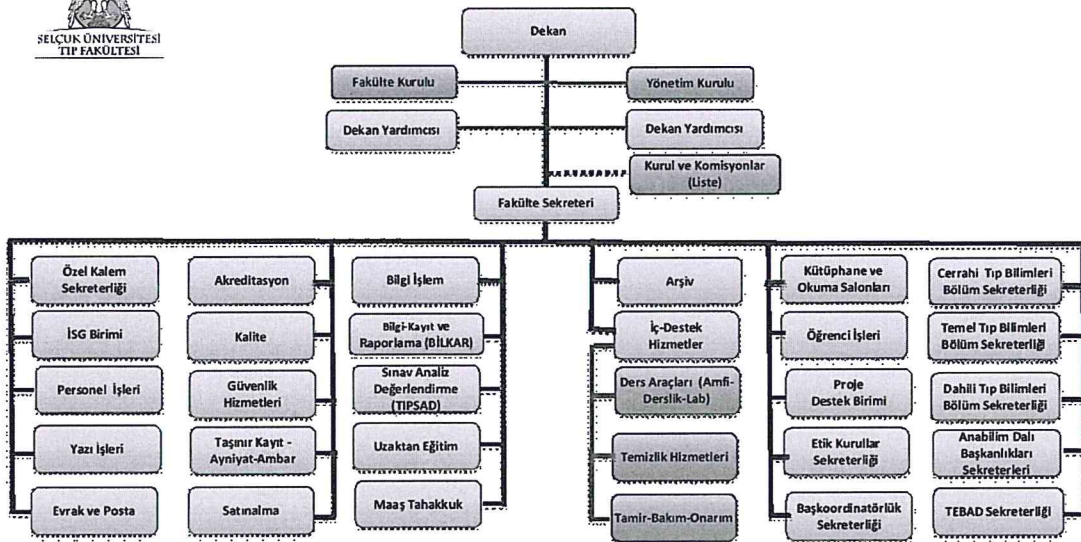 SELÇUK ÜNİVERSİTESİ
TIP FAKÜLTESİ
Dekan
Fakülte Kurulu
Yönetim Kurulu
Dekan Yardımcısı
Dekan Yardımcısı
Kurul ve Komisyonlar
(Liste)
Fakülte Sekreteri
Özel Kalem
Sekreterliği
İSG Birimi
Personel İşleri
Yazı İşleri
Evrak ve Posta
Akreditasyon
Kalite
Güvenlik
Hizmetleri
Taşınır Kayıt -
Ayniyat-Ambar
Satınalma
Bilgi İşlem
Bilgi-Kayıt ve
Raporlama (BİLKAR)
Sınav Analiz
Değerlendirme
(TIPSAD)
Uzaktan Eğitim
Maaş Tahakkuk
Arşiv
İç-Destek
Hizmetler
Ders Araçları (Amfi-
Derslik-Lab)
Temizlik Hizmetleri
Tamir-Bakım-Onarım
Kütüphane ve
Okuma Salonları
Öğrenci İşleri
Proje
Destek Birimi
Etik Kurullar
Sekreterliği
Başkoordinatörlük
Sekreterliği
Cerrahi Tıp Bilimleri
Bölüm Sekreterliği
Temel Tıp Bilimleri
Bölüm Sekreterliği
Dahili Tıp Bilimleri
Bölüm Sekreterliği
Anabilim Dalı
Başkanlıkları
Sekreterleri
TEBAD Sekreterliği